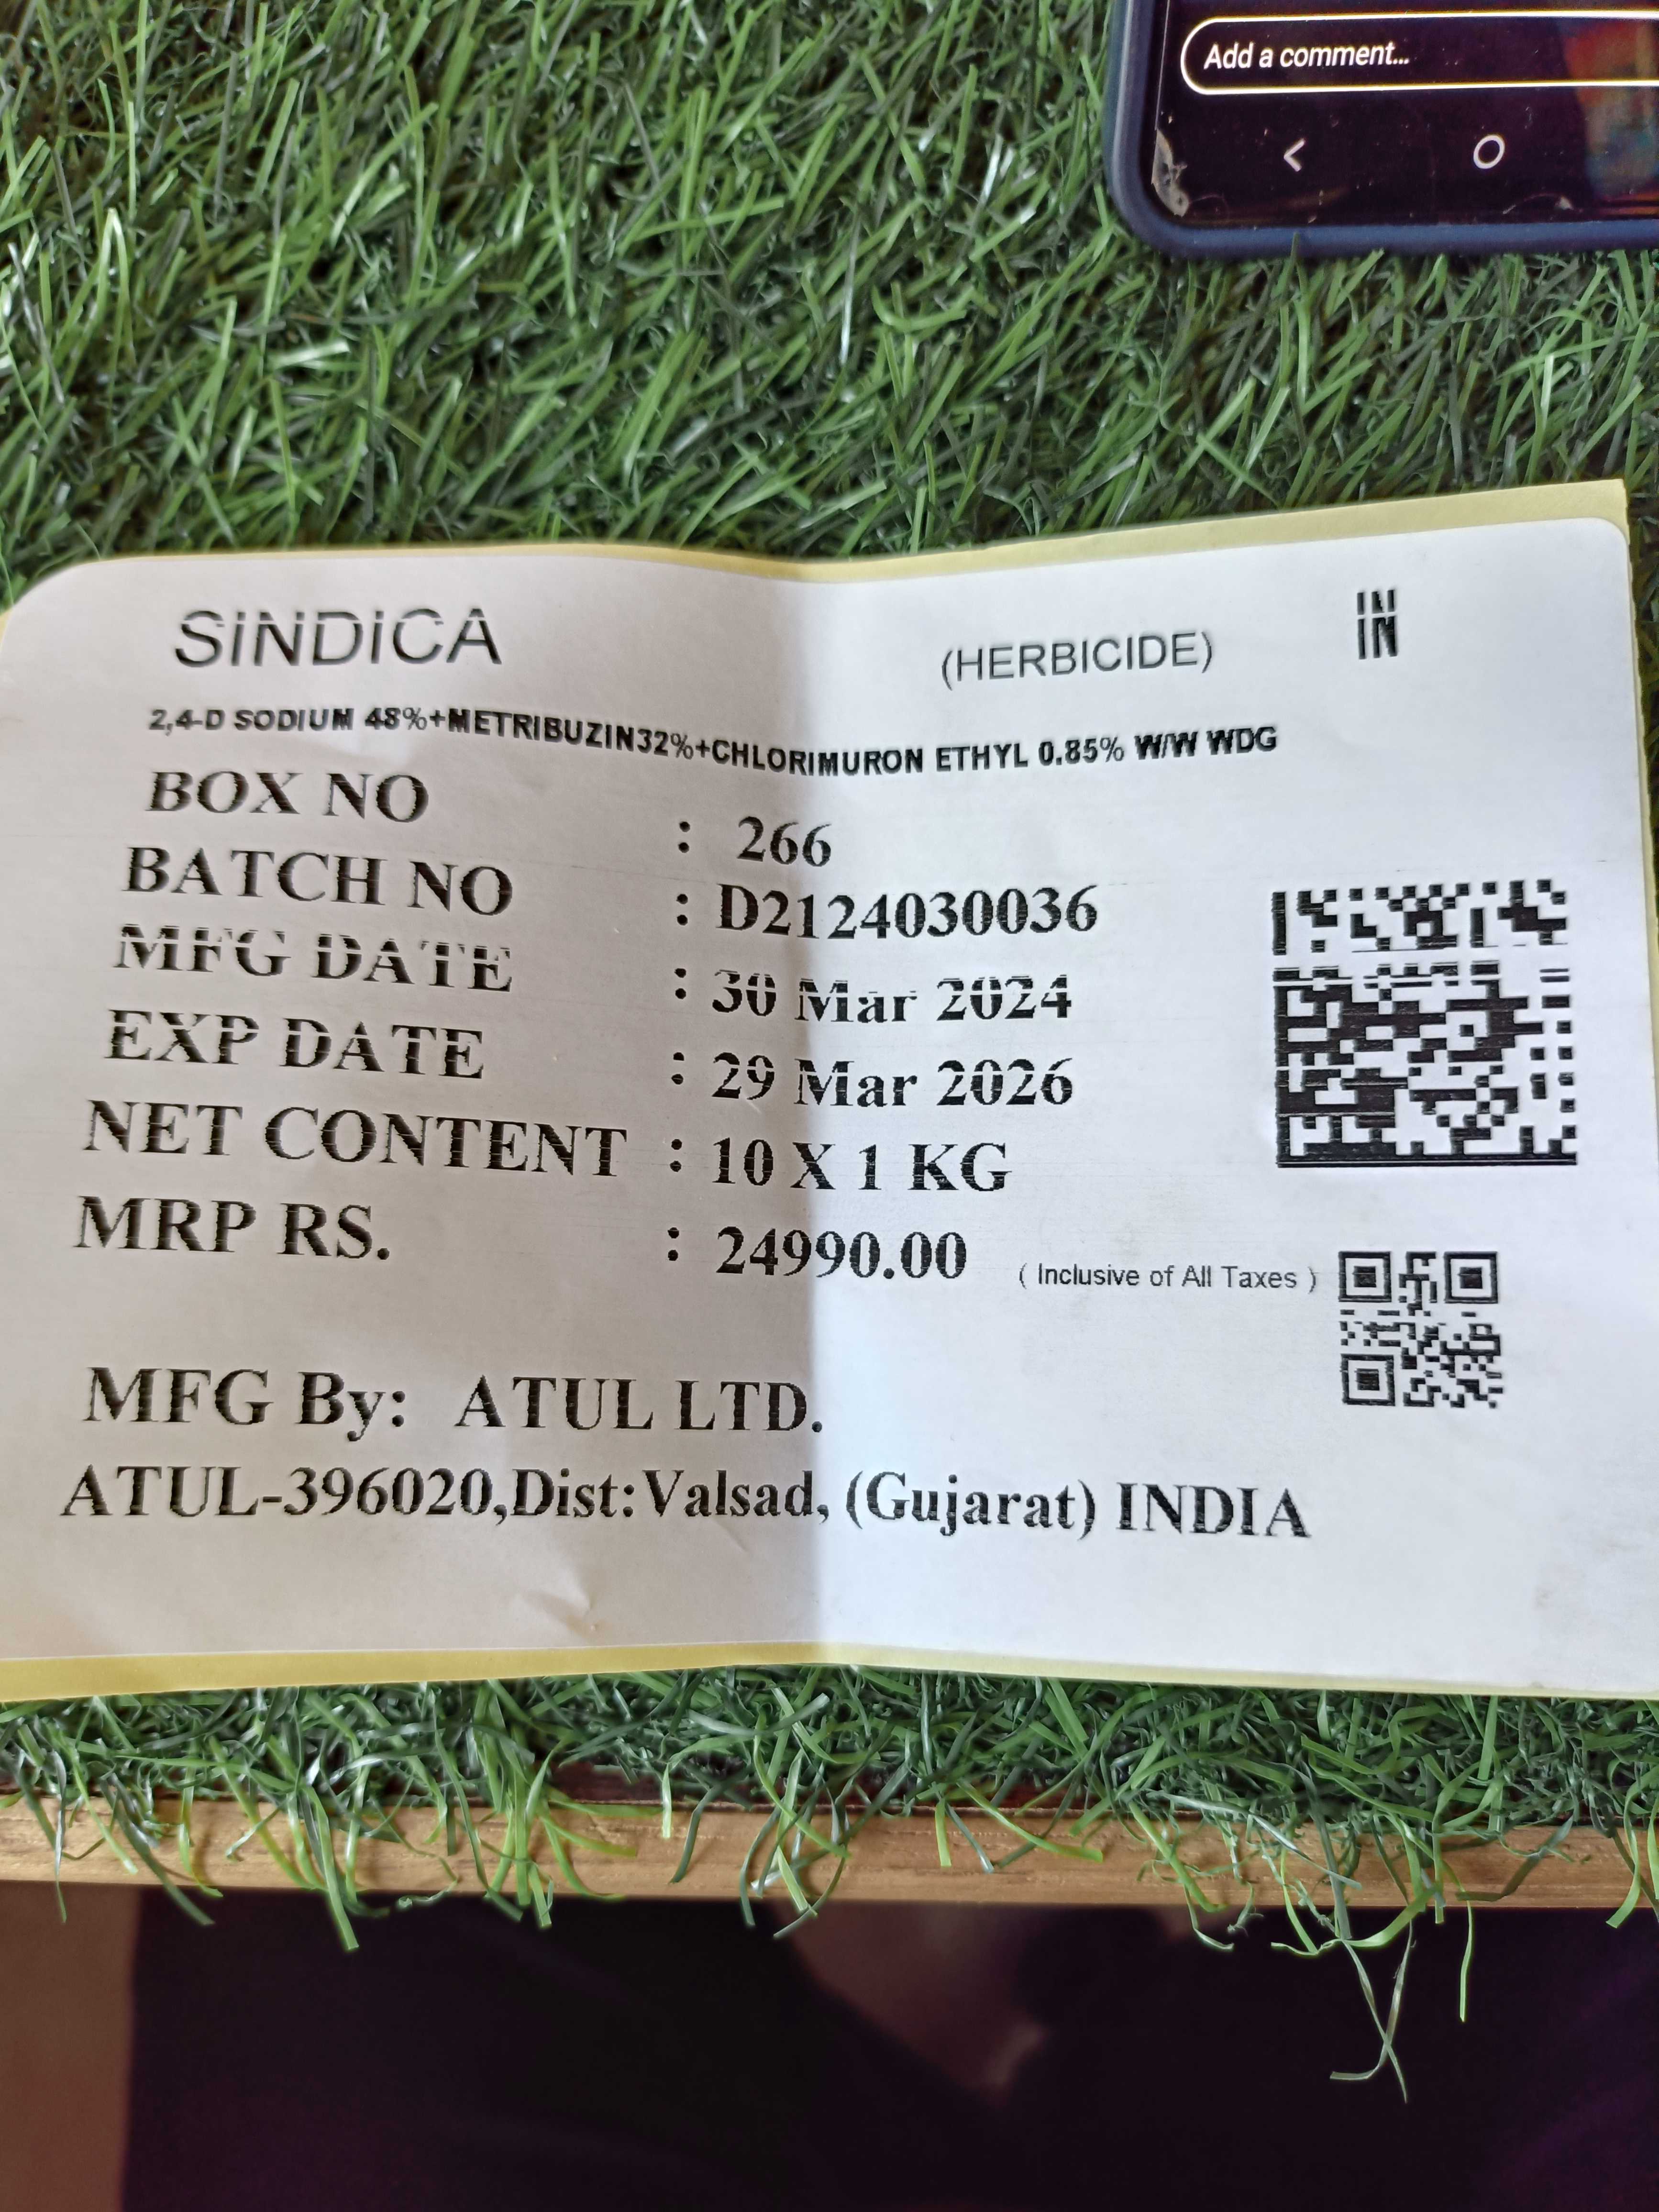 Add a comment...
SiNDiCA (HERBICIDE) IN
2,4-D SODIUM 48%+METRIBUZIN32%+CHLORIMURON ETHYL 0.85% W/W WDG
BOX NO : 266
BATCH NO : D2124030036
MFG DATE : 30 Mar 2024
EXP DATE : 29 Mar 2026
NET CONTENT : 10 X 1 KG
MRP RS. : 24990.00 ( Inclusive of All Taxes )
MFG By: ATUL LTD.
ATUL-396020,Dist:Valsad, (Gujarat) INDIA